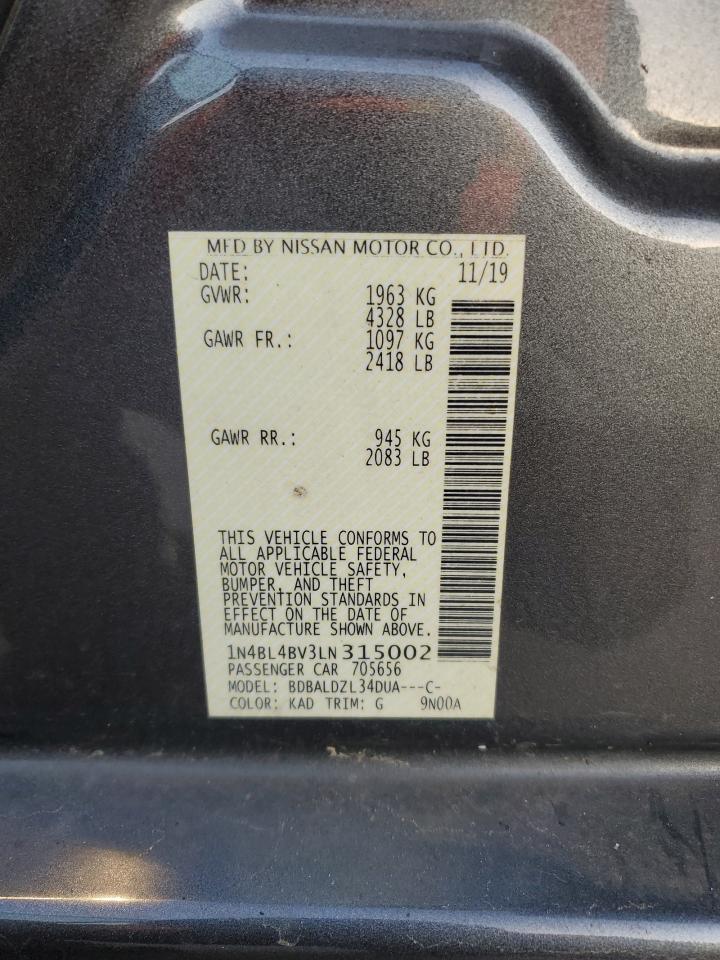 MFD BY NISSAN MOTOR CO., LTD.
DATE: 11/19
GVWR: 1963 KG
4328 LB
GAWR FR.: 1097 KG
2418 LB
GAWR RR.: 945 KG
2083 LB
THIS VEHICLE CONFORMS TO
ALL APPLICABLE FEDERAL
MOTOR VEHICLE SAFETY,
BUMPER, AND THEFT
PREVENTION STANDARDS IN
EFFECT ON THE DATE OF
MANUFACTURE SHOWN ABOVE.
1N4BL4BV3LN315002
PASSENGER CAR 705656
MODEL: BDBALDZL34DUA---C-
COLOR: KAD TRIM: G 9N00A